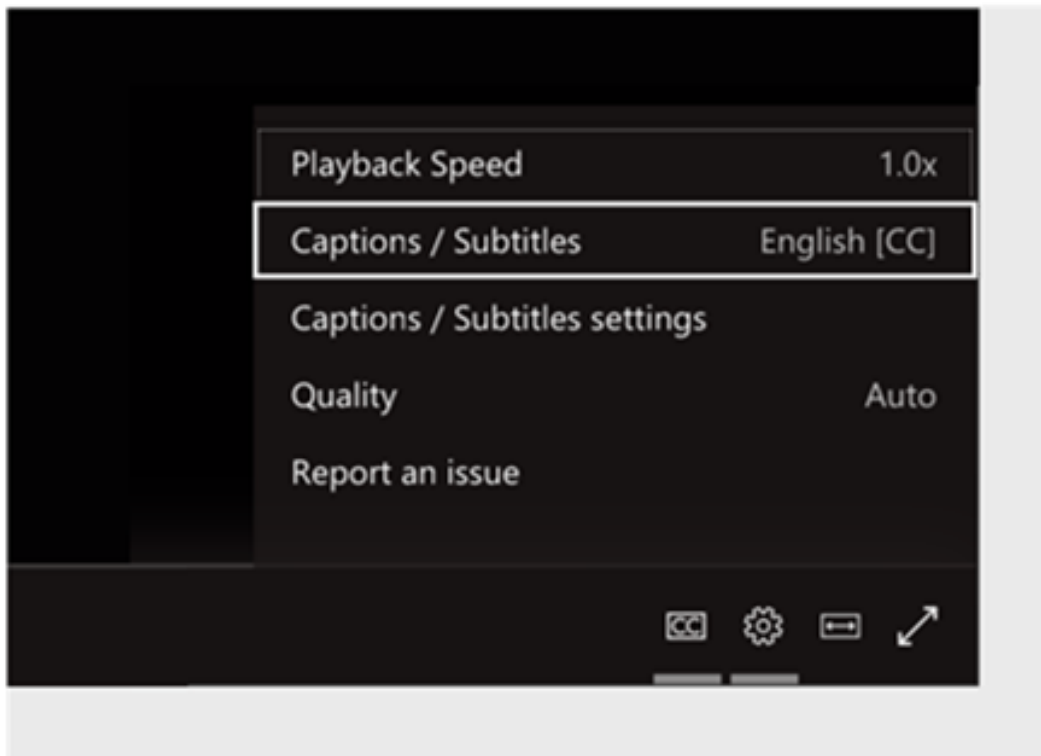 Playback Speed 1.0x
Captions / Subtitles English [CC]
Captions / Subtitles settings
Quality Auto
Report an issue
CC